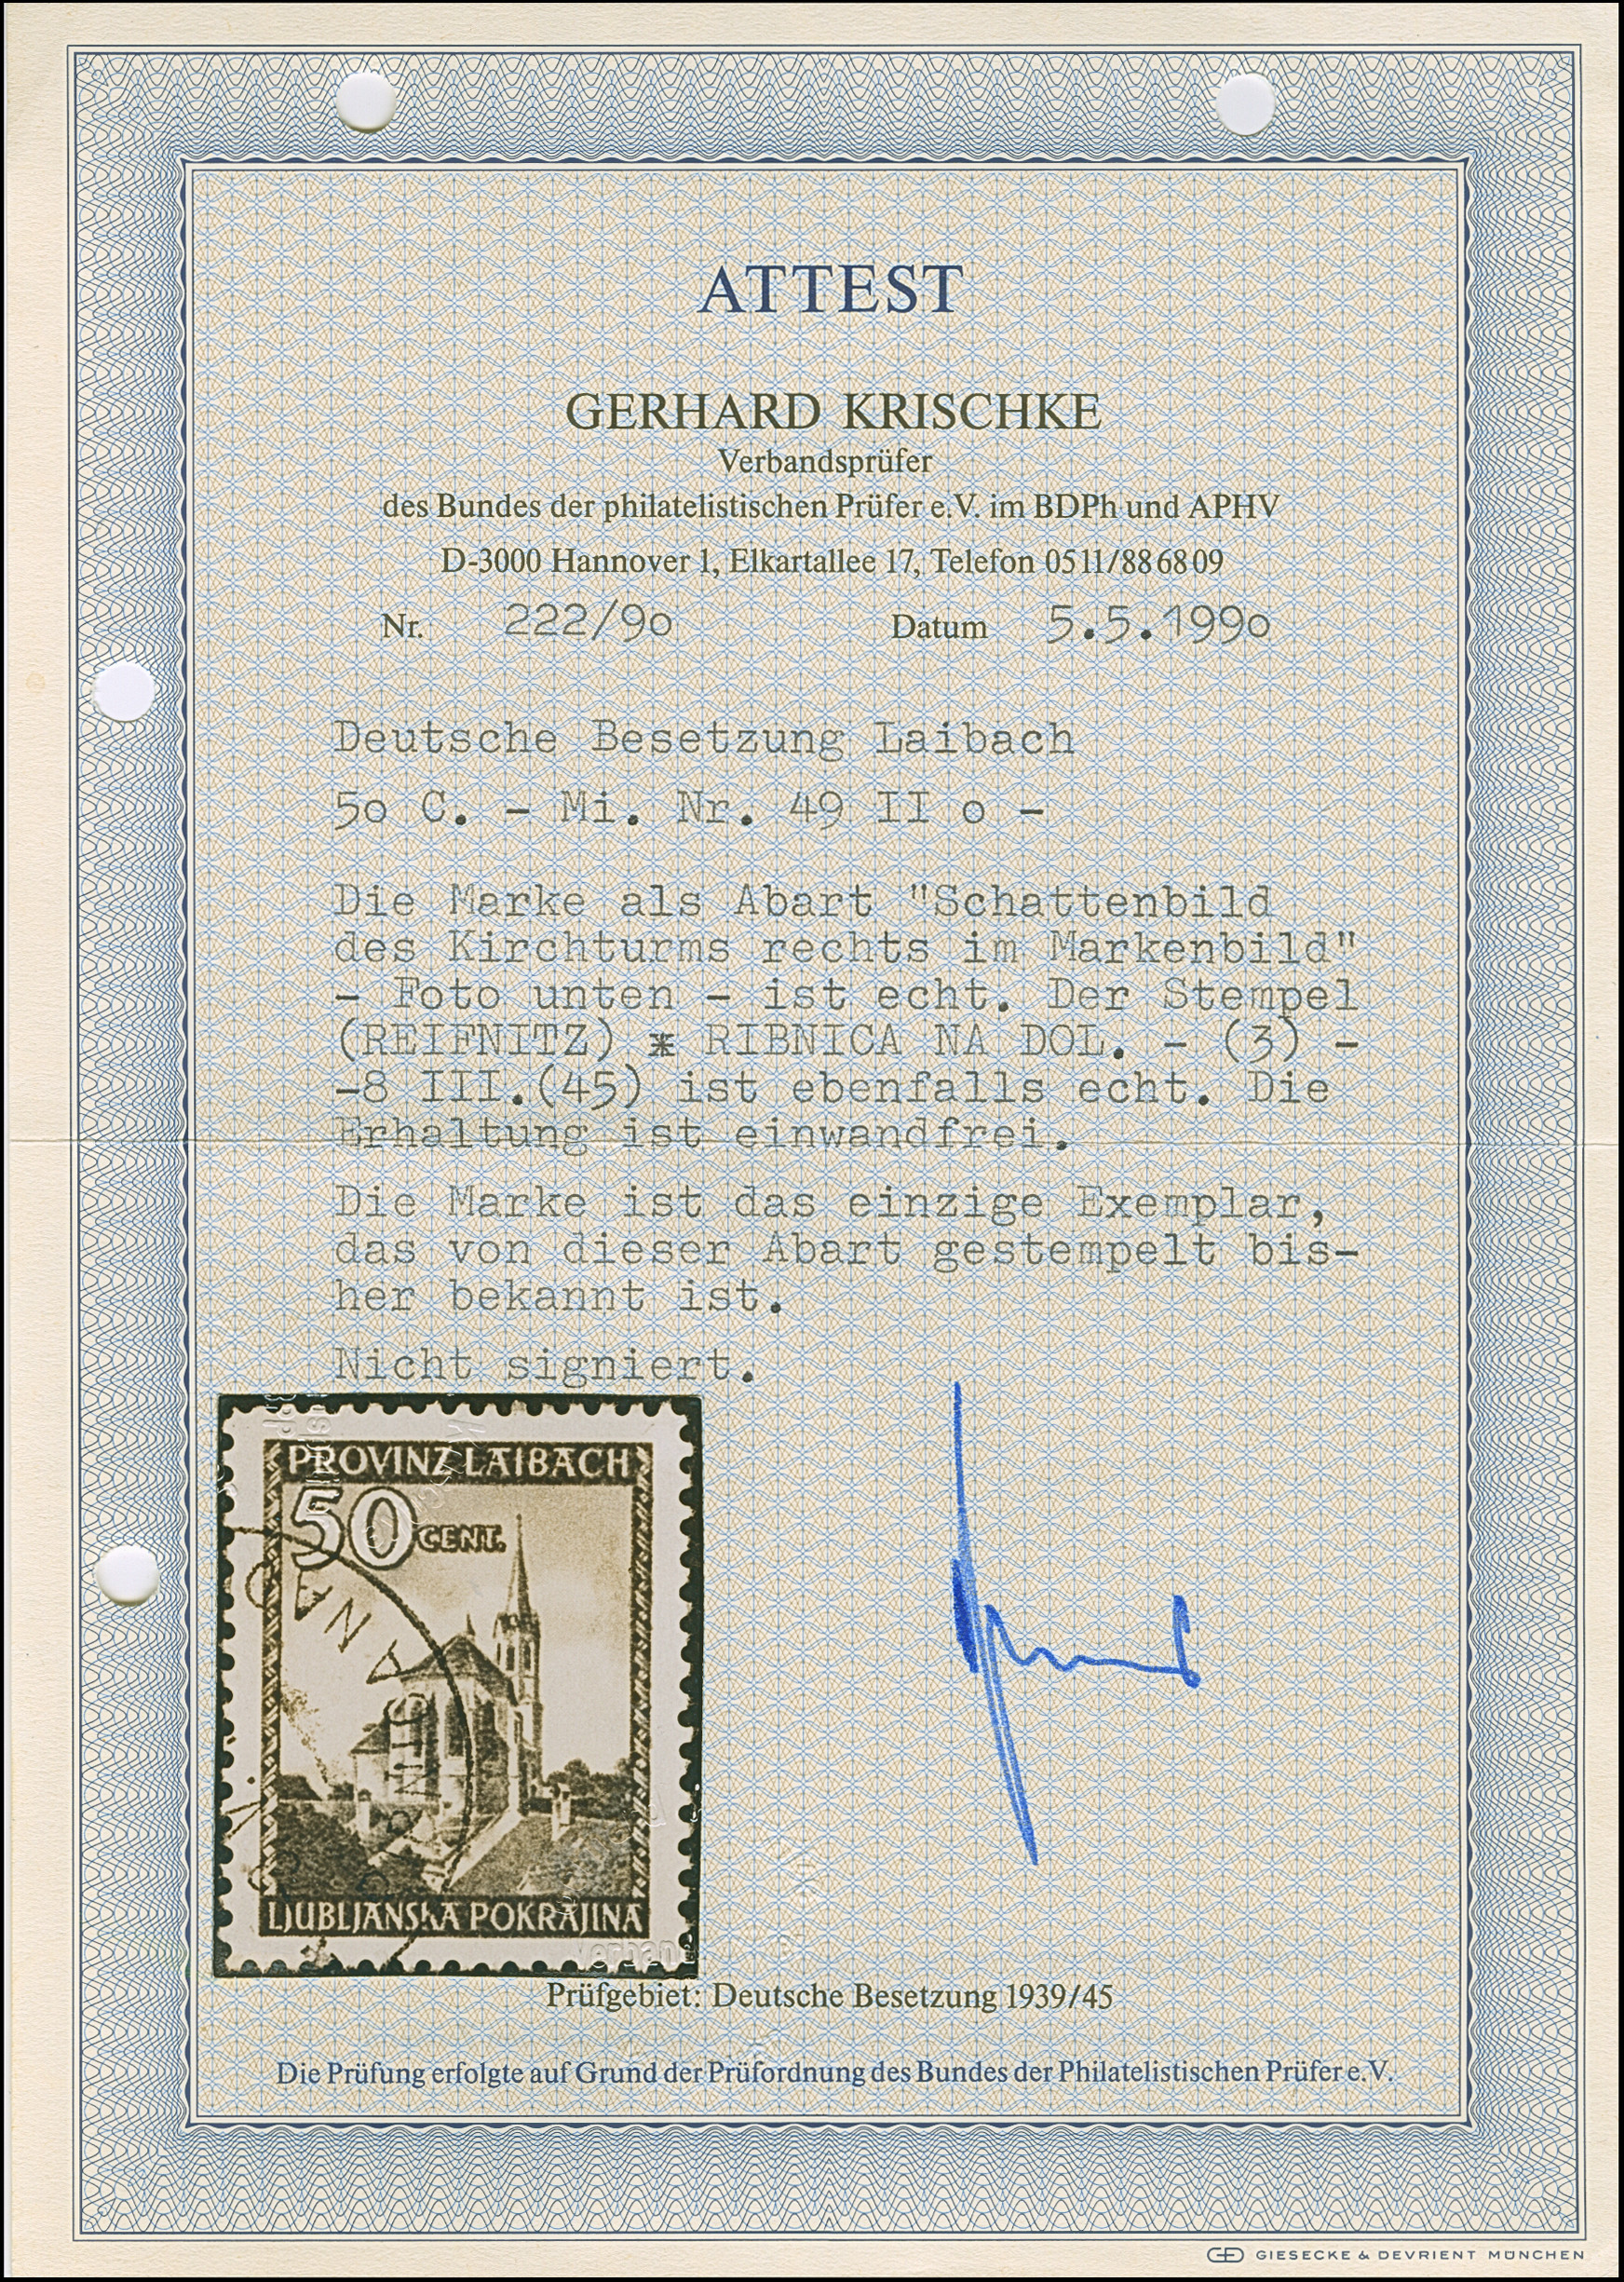 ATTEST
GERHARD KRISCHKE
Verbandsprüfer
des Bundes der philatelistischen Prüfer e.V. im BDPh und APHV
D-3000 Hannover 1, Elkartallee 17, Telefon 0511/886809
Nr. 222/9o Datum 5.5.199o
Deutsche Besetzung Laibach
5o C. - Mi. Nr. 49 II o -
Die Marke als Abart "Schattenbild
des Kirchturms rechts im Markenbild"
- Foto unten - ist echt. Der Stempel
(REIFNITZ) * RIBNICA NA DOL. - (3) -
-8 III.(45) ist ebenfalls echt. Die
Erhaltung ist einwandfrei.
Die Marke ist das einzige Exemplar,
das von dieser Abart gestempelt bis-
her bekannt ist.
Nicht signiert.
PROVINZ LAIBACH
50 CENT.
LJUBLJANSKA POKRAJINA
Prüfgebiet: Deutsche Besetzung 1939/45
Die Prüfung erfolgte auf Grund der Prüfordnung des Bundes der Philatelistischen Prüfer e.V.
GIESECKE & DEVRIENT MÜNCHEN